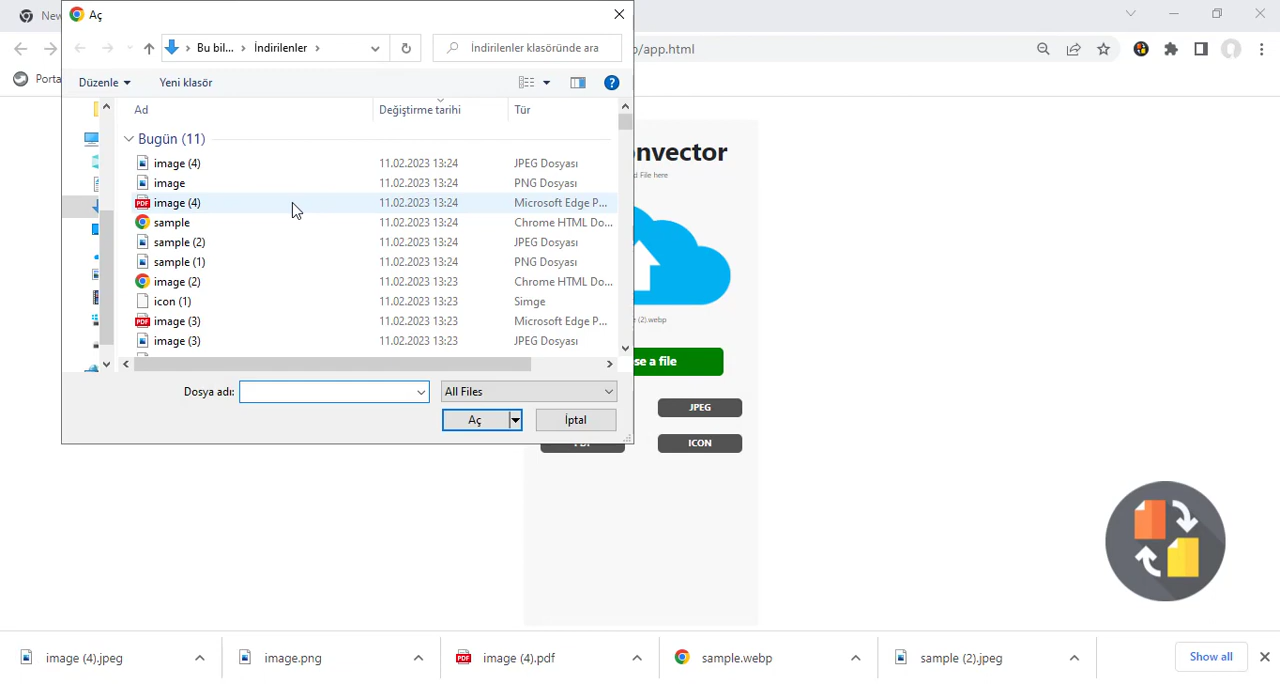 New
Aç
Bu bil... > İndirilenler >
İndirilenler klasöründe ara
o/app.html
Porta
Düzenle
Yeni klasör
Ad
Değiştirme tarihi
Tür
Bugün (11)
image (4) 11.02.2023 13:24 JPEG Dosyası
image 11.02.2023 13:24 PNG Dosyası
image (4) 11.02.2023 13:24 Microsoft Edge P...
sample 11.02.2023 13:24 Chrome HTML Do...
sample (2) 11.02.2023 13:24 JPEG Dosyası
sample (1) 11.02.2023 13:24 PNG Dosyası
image (2) 11.02.2023 13:23 Chrome HTML Do...
icon (1) 11.02.2023 13:23 Simge
image (3) 11.02.2023 13:23 Microsoft Edge P...
image (3) 11.02.2023 13:23 JPEG Dosyası
Dosya adı:
All Files
Aç
İptal
onvector
d File here
(2).webp
se a file
JPEG
PDF
ICON
image (4).jpeg
image.png
image (4).pdf
sample.webp
sample (2).jpeg
Show all